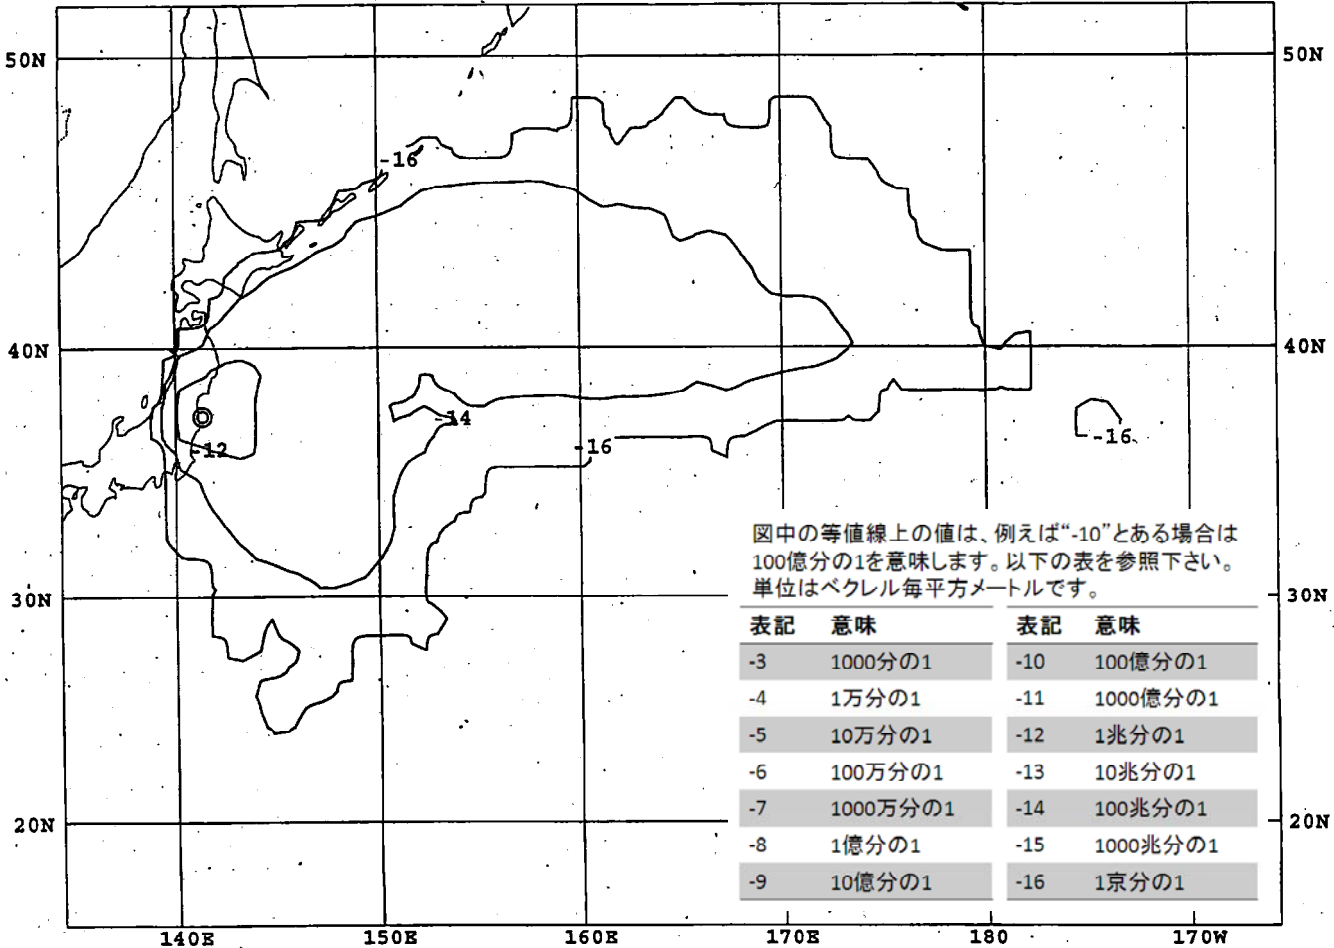 50N
50N
-16
40N
40N
-14
-12
-16
-16
図中の等値線上の値は、例えば“-10”とある場合は
100億分の1を意味します。以下の表を参照下さい。
単位はベクレル毎平方メートルです。
30N
30N
表記 意味 表記 意味
-3 1000分の1 -10 100億分の1
-4 1万分の1 -11 1000億分の1
-5 10万分の1 -12 1兆分の1
-6 100万分の1 -13 10兆分の1
-7 1000万分の1 -14 100兆分の1
-8 1億分の1 -15 1000兆分の1
-9 10億分の1 -16 1京分の1
20N
20N
140E 150E 160E 170E 180 170W